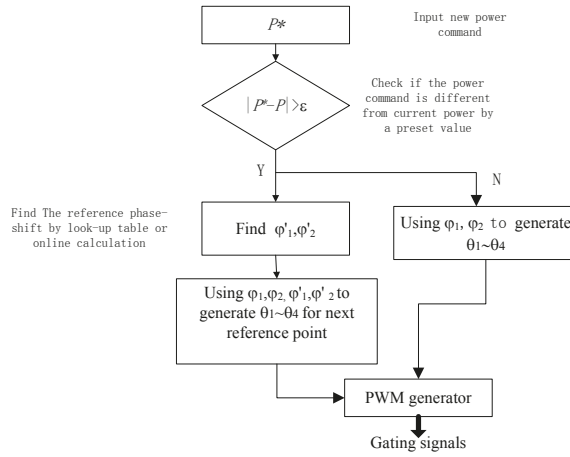 P*
Input new power
command
|P*-P|>ε
Check if the power
command is different
from current power by
a preset value
Y
N
Find The reference phase-
shift by look-up table or
online calculation
Find φ'1,φ'2
Using φ1, φ2 to generate
θ1~θ4
Using φ1,φ2,φ'1,φ'2 to
generate θ1~θ4 for next
reference point
PWM generator
Gating signals